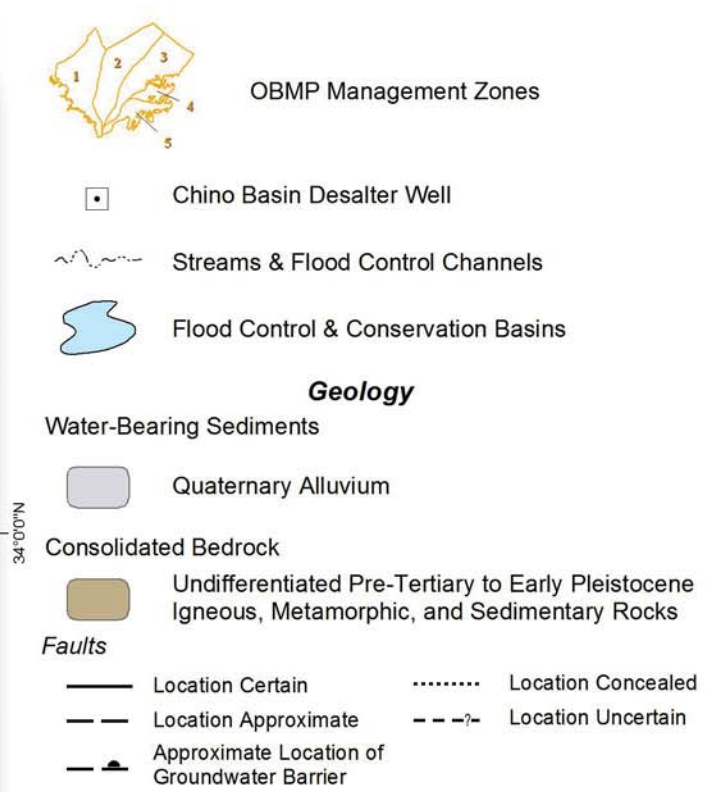 1
2
3
4
5
OBMP Management Zones
Chino Basin Desalter Well
Streams & Flood Control Channels
Flood Control & Conservation Basins
Geology
Water-Bearing Sediments
Quaternary Alluvium
34°0'0"N
Consolidated Bedrock
Undifferentiated Pre-Tertiary to Early Pleistocene
Igneous, Metamorphic, and Sedimentary Rocks
Faults
Location Certain
Location Concealed
Location Approximate
?
Location Uncertain
Approximate Location of
Groundwater Barrier